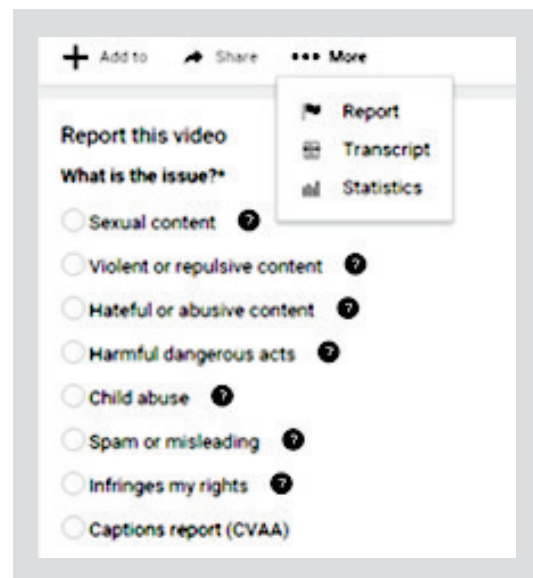 Add to Share More
Report
Transcript
Statistics
Report this video
What is the issue?*
Sexual content ?
Violent or repulsive content ?
Hateful or abusive content ?
Harmful dangerous acts ?
Child abuse ?
Spam or misleading ?
Infringes my rights ?
Captions report (CVAA)